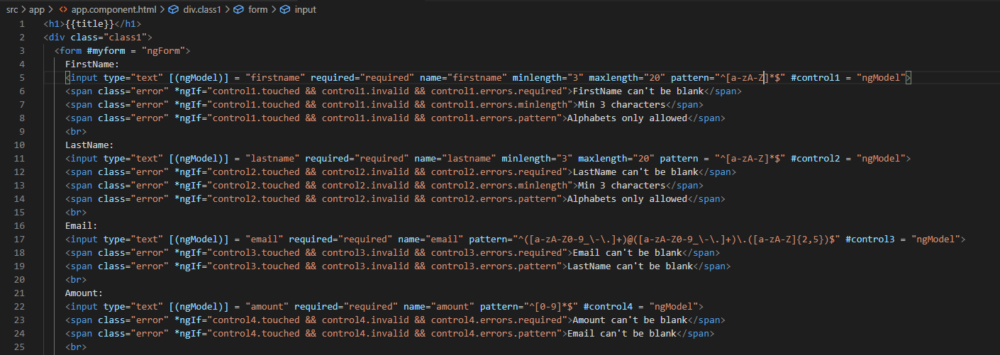 src > app > <> app.component.html > div.class1 > form > input
1 <h1>{{title}}</h1>
2 <div class="class1">
3 <form #myform = "ngForm">
4 FirstName:
5 <input type="text" [(ngModel)] = "firstname" required="required" name="firstname" minlength="3" maxlength="20" pattern="^[a-zA-Z]*$" #control1 = "ngModel">
6 <span class="error" *ngIf="control1.touched && control1.invalid && control1.errors.required">FirstName can't be blank</span>
7 <span class="error" *ngIf="control1.touched && control1.invalid && control1.errors.minlength">Min 3 characters</span>
8 <span class="error" *ngIf="control1.touched && control1.invalid && control1.errors.pattern">Alphabets only allowed</span>
9 <br>
10 LastName:
11 <input type="text" [(ngModel)] = "lastname" required="required" name="lastname" minlength="3" maxlength="20" pattern = "^[a-zA-Z]*$" #control2 = "ngModel">
12 <span class="error" *ngIf="control2.touched && control2.invalid && control2.errors.required">LastName can't be blank</span>
13 <span class="error" *ngIf="control2.touched && control2.invalid && control2.errors.minlength">Min 3 characters</span>
14 <span class="error" *ngIf="control2.touched && control2.invalid && control2.errors.pattern">Alphabets only allowed</span>
15 <br>
16 Email:
17 <input type="text" [(ngModel)] = "email" required="required" name="email" pattern="^([a-zA-Z0-9_\-\.]+)@([a-zA-Z0-9_\-\.]+)\.([a-zA-Z]{2,5})$" #control3 = "ngModel">
18 <span class="error" *ngIf="control3.touched && control3.invalid && control3.errors.required">Email can't be blank</span>
19 <span class="error" *ngIf="control3.touched && control3.invalid && control3.errors.pattern">LastName can't be blank</span>
20 <br>
21 Amount:
22 <input type="text" [(ngModel)] = "amount" required="required" name="amount" pattern="^[0-9]*$" #control4 = "ngModel">
23 <span class="error" *ngIf="control4.touched && control4.invalid && control4.errors.required">Amount can't be blank</span>
24 <span class="error" *ngIf="control4.touched && control4.invalid && control4.errors.pattern">Email can't be blank</span>
25 <br>